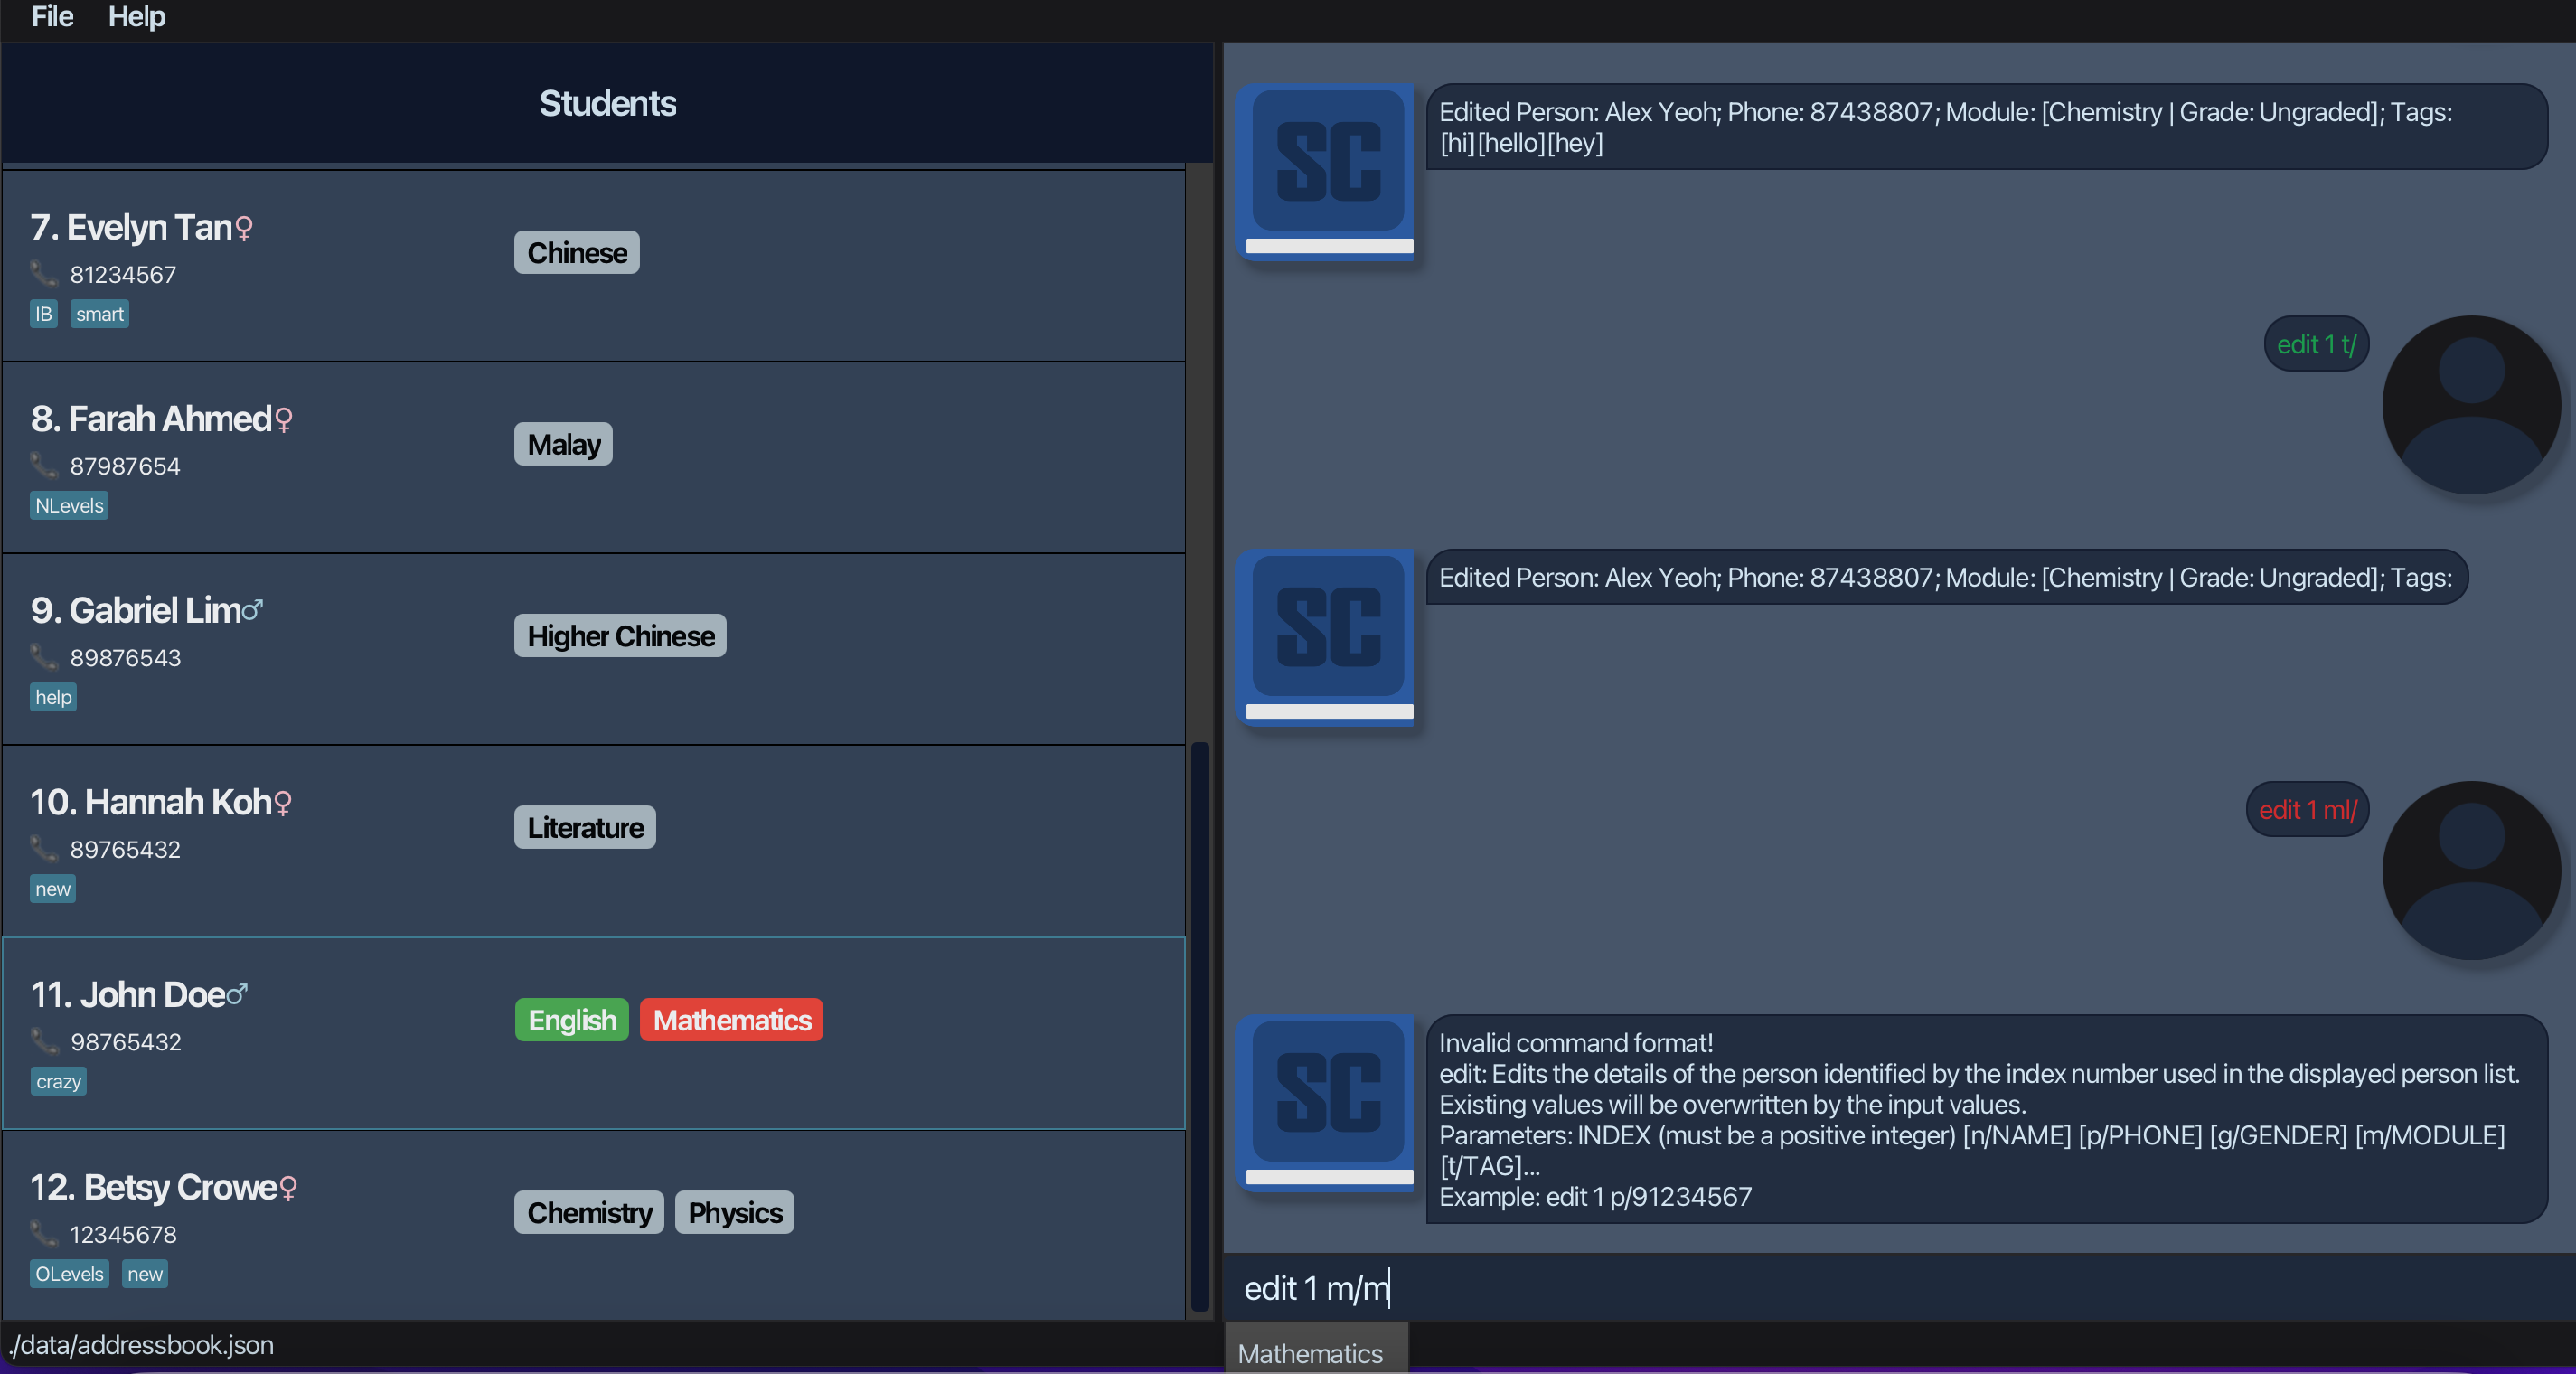 File Help
Students
7. Evelyn Tan♀
81234567
IB smart
Chinese
8. Farah Ahmed♀
87987654
NLevels
Malay
9. Gabriel Lim♂
89876543
help
Higher Chinese
10. Hannah Koh♀
89765432
new
Literature
11. John Doe♂
98765432
crazy
English Mathematics
12. Betsy Crowe♀
12345678
OLevels new
Chemistry Physics
./data/addressbook.json
SC
Edited Person: Alex Yeoh; Phone: 87438807; Module: [Chemistry | Grade: Ungraded]; Tags:
[hi][hello][hey]
edit 1 t/
SC
Edited Person: Alex Yeoh; Phone: 87438807; Module: [Chemistry | Grade: Ungraded]; Tags:
edit 1 ml/
SC
Invalid command format!
edit: Edits the details of the person identified by the index number used in the displayed person list.
Existing values will be overwritten by the input values.
Parameters: INDEX (must be a positive integer) [n/NAME] [p/PHONE] [g/GENDER] [m/MODULE]
[t/TAG]...
Example: edit 1 p/91234567
edit 1 m/m
Mathematics